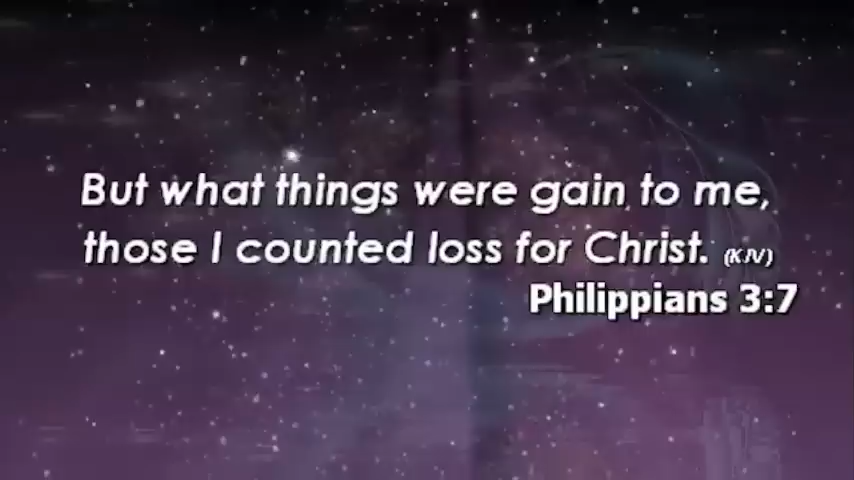 But what things were gain to me,
those I counted loss for Christ. (KJV)
Philippians 3:7